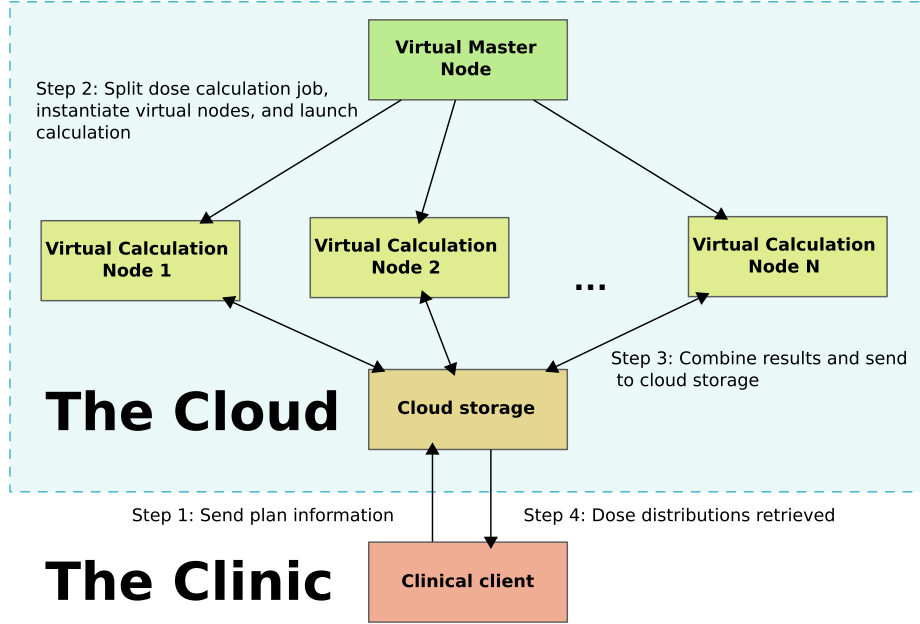 Virtual Master
Node
Step 2: Split dose calculation job,
instantiate virtual nodes, and launch
calculation
Virtual Calculation
Node 1
Virtual Calculation
Node 2
...
Virtual Calculation
Node N
Step 3: Combine results and send
to cloud storage
The Cloud
Cloud storage
Step 1: Send plan information
Step 4: Dose distributions retrieved
The Clinic
Clinical client